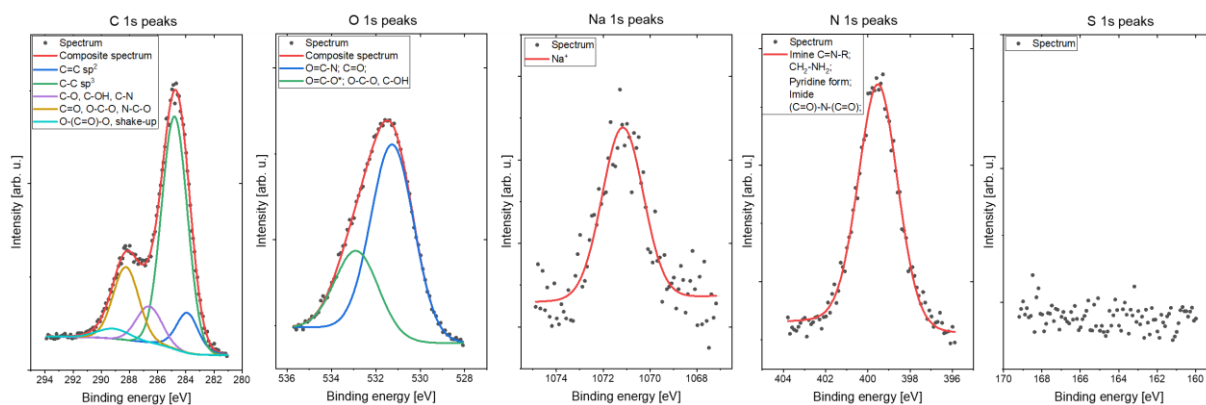 C 1s peaks
Spectrum
Composite spectrum
C=C sp²
C-C sp³
C-O, C-OH, C-N
C=O, O-C-O, N-C-O
O-(C=O)-O, shake-up
Intensity [arb. u.]
294 292 290 288 286 284 282 280
Binding energy [eV]
O 1s peaks
Spectrum
Composite spectrum
O=C-N; C=O;
O=C-O*; O-C-O, C-OH
Intensity [arb. u.]
536 534 532 530 528
Binding energy [eV]
Na 1s peaks
Spectrum
Na⁺
Intensity [arb. u.]
1074 1072 1070 1068
Binding energy [eV]
N 1s peaks
Spectrum
Imine C=N-R;
CH₂-NH₂;
Pyridine form;
Imide
(C=O)-N-(C=O);
Intensity [arb. u.]
404 402 400 398 396
Binding energy [eV]
S 1s peaks
Spectrum
Intensity [arb. u.]
170 168 166 164 162 160
Binding energy [eV]